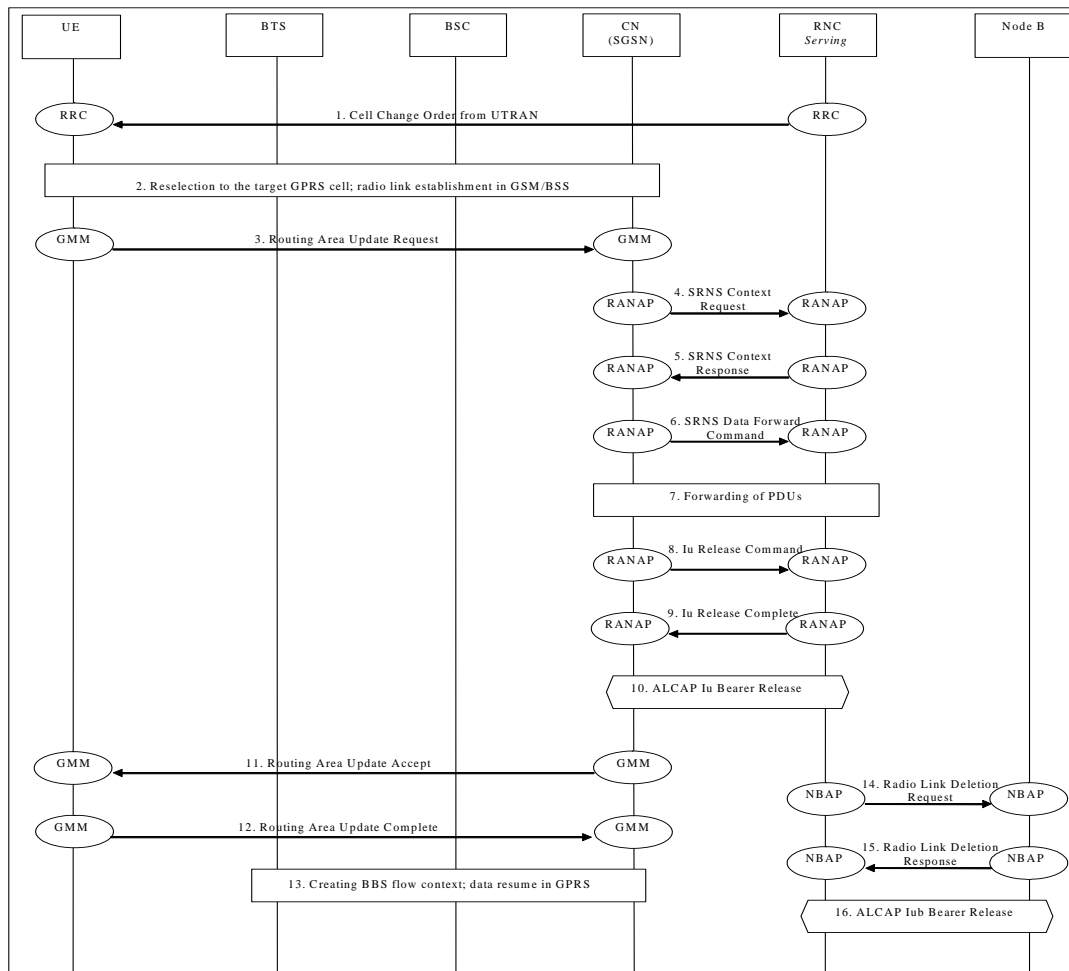 UE
BTS
BSC
CN
(SGSN)
RNC
Serving
Node B
RRC
1. Cell Change Order from UTRAN
RRC
2. Reselection to the target GPRS cell; radio link establishment in GSM/BSS
GMM
3. Routing Area Update Request
GMM
RANAP
4. SRNS Context
Request
RANAP
RANAP
5. SRNS Context
Response
RANAP
RANAP
6. SRNS Data Forward
Command
RANAP
7. Forwarding of PDUs
RANAP
8. Iu Release Command
RANAP
RANAP
9. Iu Release Complete
RANAP
10. ALCAP Iu Bearer Release
GMM
11. Routing Area Update Accept
GMM
NBAP
14. Radio Link Deletion
Request
NBAP
GMM
12. Routing Area Update Complete
GMM
NBAP
15. Radio Link Deletion
Response
NBAP
13. Creating BBS flow context; data resume in GPRS
16. ALCAP Iub Bearer Release